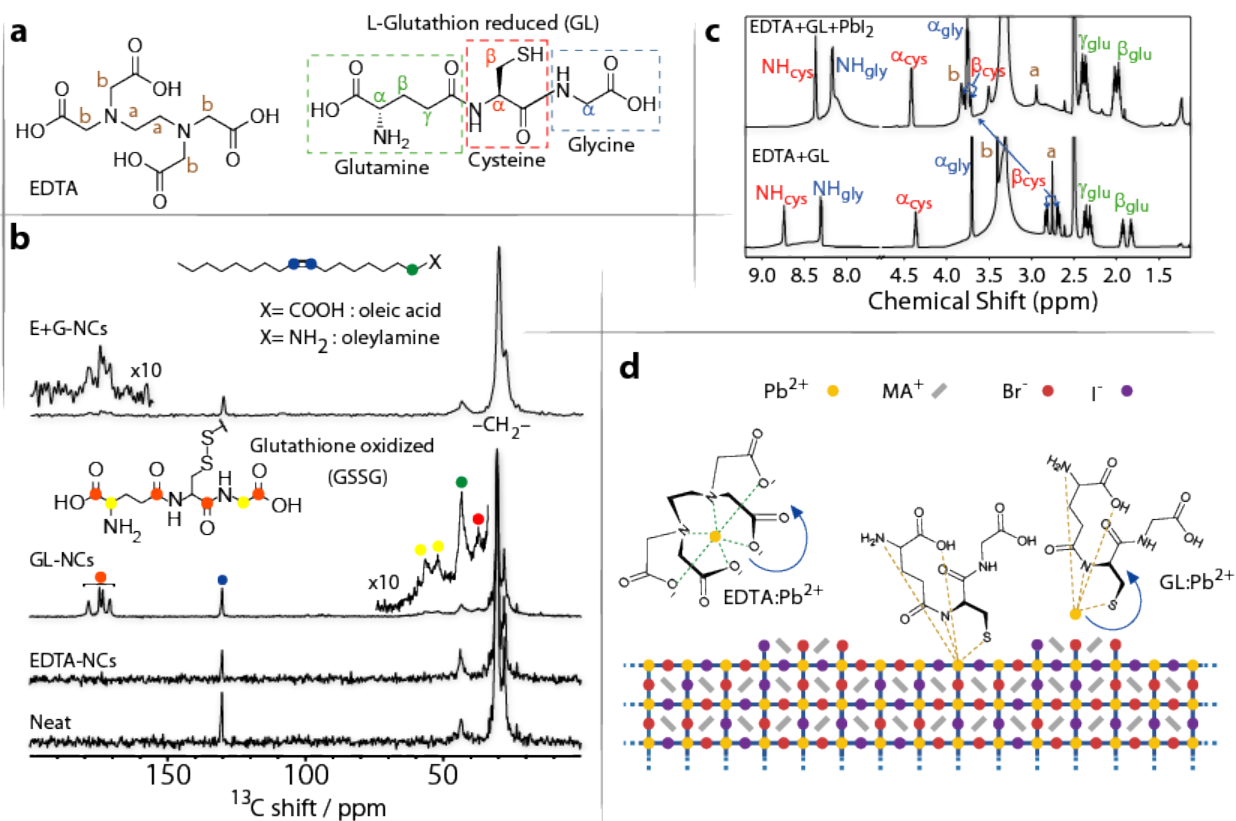 a
L-Glutathion reduced (GL)
O
OH
b
HO
O
b
N
a
a
N
b
O
OH
HO
O
b
OH
O
EDTA
O
HO
α
β
γ
NH₂
O
N
H
SH
β
α
O
H
N
α
O
OH
Glutamine
Cysteine
Glycine
b
X
X= COOH : oleic acid
X= NH₂ : oleylamine
E+G-NCs
x10
–CH₂–
Glutathione oxidized
(GSSG)
S
S
O
HO
NH₂
O
N
H
O
H
N
O
OH
GL-NCs
x10
EDTA-NCs
Neat
150
100
50
¹³C shift / ppm
c
EDTA+GL+PbI₂
NHcys
NHgly
αcys
αgly
b
βcys
a
γglu
βglu
EDTA+GL
NHcys
NHgly
αcys
αgly
b
βcys
a
γglu
βglu
9.0 8.5 8.0 4.5 4.0 3.5 3.0 2.5 2.0 1.5
Chemical Shift (ppm)
d
Pb²⁺
MA⁺
Br⁻
I⁻
EDTA:Pb²⁺
GL:Pb²⁺